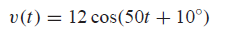 v(t) = 12 cos(50t + 10°)